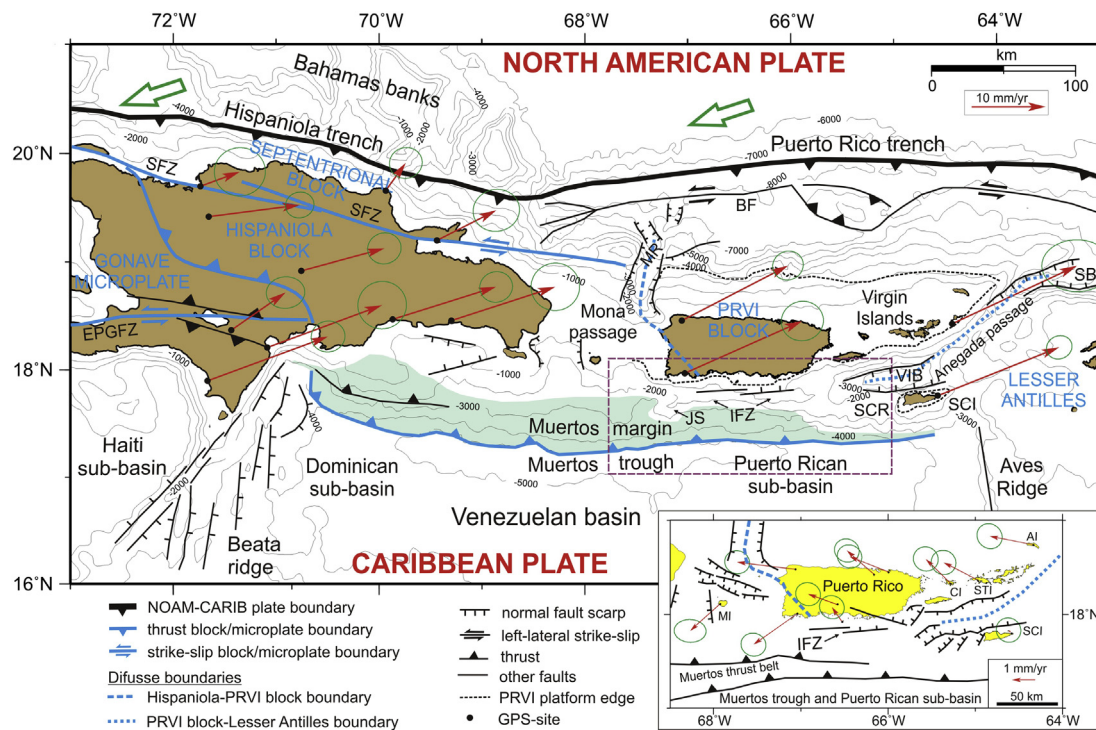 72°W
70°W
68°W
66°W
64°W
20°N
18°N
16°N
NORTH AMERICAN PLATE
km
0
100
10 mm/yr
Bahamas banks
-4000
-1000
-2000
-3000
Hispaniola trench
-4000
-2000
-6000
-7000
Puerto Rico trench
-8000
BF
SFZ
SEPTENTRIONAL
BLOCK
SFZ
HISPANIOLA
BLOCK
GONAVE
MICROPLATE
EPGFZ
-1000
-1000
MR
-5000
-4000
-7000
Mona
passage
PRVI
BLOCK
Virgin
Islands
SB
Anegada passage
VIB
-3000
-2000
SCR
SCI
-3000
LESSER
ANTILLES
-1000
-2000
JS
IFZ
-3000
-4000
Muertos
margin
-4000
Muertos
trough
Puerto Rican
sub-basin
Haiti
sub-basin
-2000
Dominican
sub-basin
-5000
Aves
Ridge
Venezuelan basin
Beata
ridge
CARIBBEAN PLATE
NOAM-CARIB plate boundary
thrust block/microplate boundary
strike-slip block/microplate boundary
Difusse boundaries
Hispaniola-PRVI block boundary
PRVI block-Lesser Antilles boundary
normal fault scarp
left-lateral strike-slip
thrust
other faults
PRVI platform edge
GPS-site
AI
Puerto Rico
CI
STI
MI
18°N
SCI
IFZ
Muertos thrust belt
1 mm/yr
50 km
Muertos trough and Puerto Rican sub-basin
68°W
66°W
64°W